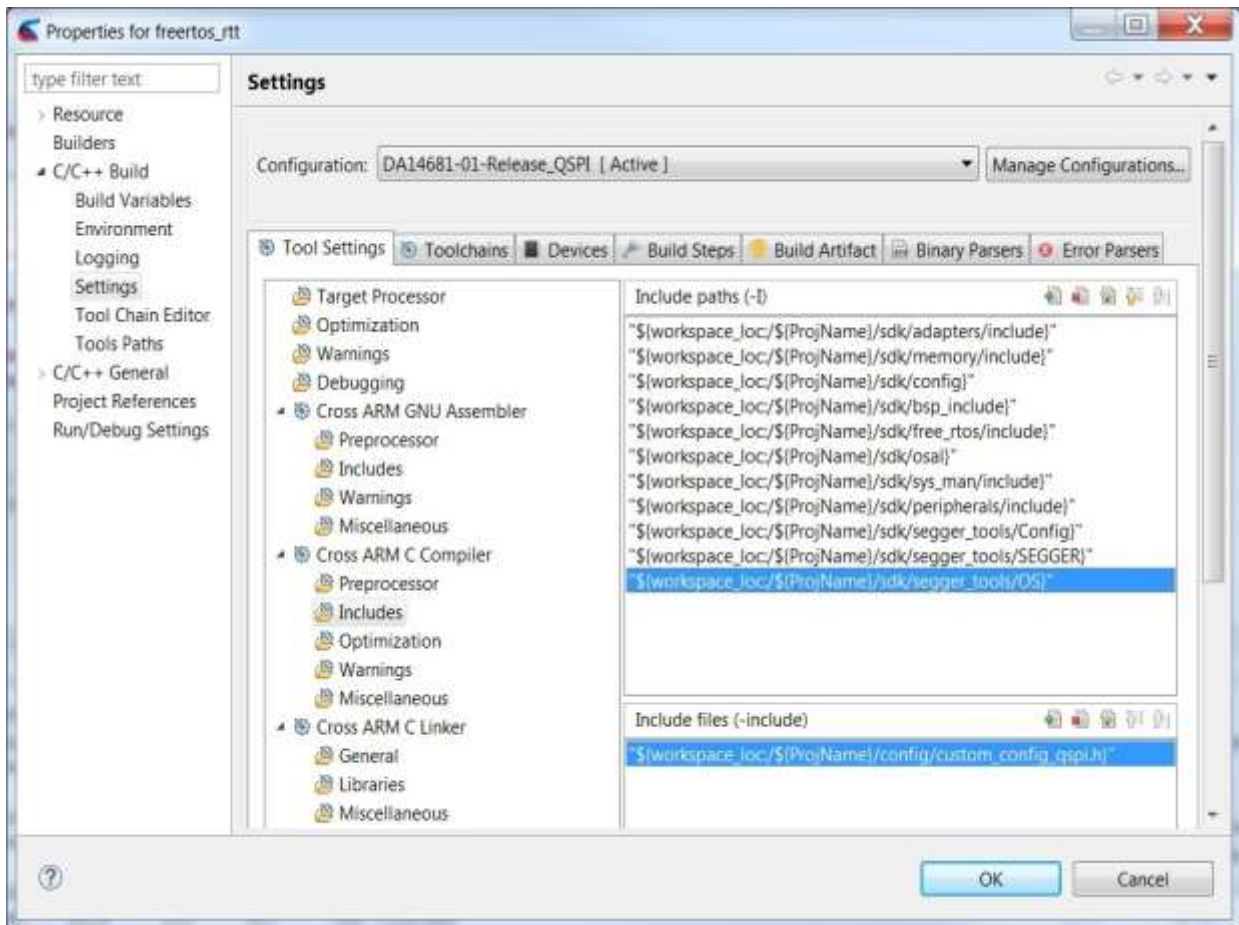 Properties for freertos_rtt
type filter text
Resource
Builders
C/C++ Build
Build Variables
Environment
Logging
Settings
Tool Chain Editor
Tools Paths
C/C++ General
Project References
Run/Debug Settings
Settings
Configuration: DA14681-01-Release_QSPI [ Active ]
Manage Configurations...
Tool Settings Toolchains Devices Build Steps Build Artifact Binary Parsers Error Parsers
Target Processor
Optimization
Warnings
Debugging
Cross ARM GNU Assembler
Preprocessor
Includes
Warnings
Miscellaneous
Cross ARM C Compiler
Preprocessor
Includes
Optimization
Warnings
Miscellaneous
Cross ARM C Linker
General
Libraries
Miscellaneous
Include paths (-I)
"${workspace_loc:/${ProjName}/sdk/adapters/include}"
"${workspace_loc:/${ProjName}/sdk/memory/include}"
"${workspace_loc:/${ProjName}/sdk/config}"
"${workspace_loc:/${ProjName}/sdk/bsp_include}"
"${workspace_loc:/${ProjName}/sdk/free_rtos/include}"
"${workspace_loc:/${ProjName}/sdk/osal}"
"${workspace_loc:/${ProjName}/sdk/sys_man/include}"
"${workspace_loc:/${ProjName}/sdk/peripherals/include}"
"${workspace_loc:/${ProjName}/sdk/segger_tools/Config}"
"${workspace_loc:/${ProjName}/sdk/segger_tools/SEGGER}"
"${workspace_loc:/${ProjName}/sdk/segger_tools/OS}"
Include files (-include)
"${workspace_loc:/${ProjName}/config/custom_config_qspi.h}"
OK
Cancel